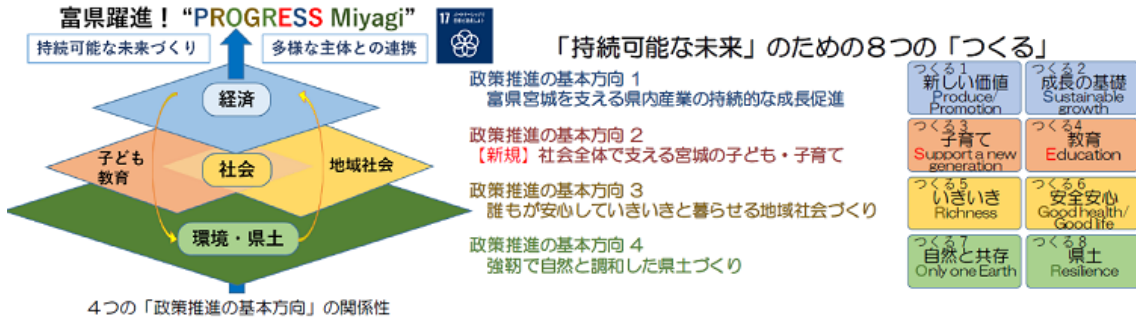 富県躍進！“PROGRESS Miyagi”
持続可能な未来づくり
多様な主体との連携
17
経済
子ども
教育
社会
地域社会
環境・県土
４つの「政策推進の基本方向」の関係性
「持続可能な未来」のための８つの「つくる」
政策推進の基本方向 1
富県宮城を支える県内産業の持続的な成長促進
政策推進の基本方向 2
【新規】社会全体で支える宮城の子ども・子育て
政策推進の基本方向 3
誰もが安心していきいきと暮らせる地域社会づくり
政策推進の基本方向 4
強靭で自然と調和した県土づくり
つくる 1
新しい価値
Produce/
Promotion
つくる 2
成長の基礎
Sustainable
growth
つくる 3
子育て
Support a new
generation
つくる4
教育
Education
つくる 5
いきいき
Richness
つくる 6
安全安心
Good health/
Good life
つくる 7
自然と共存
Only one Earth
つくる 8
県土
Resilience